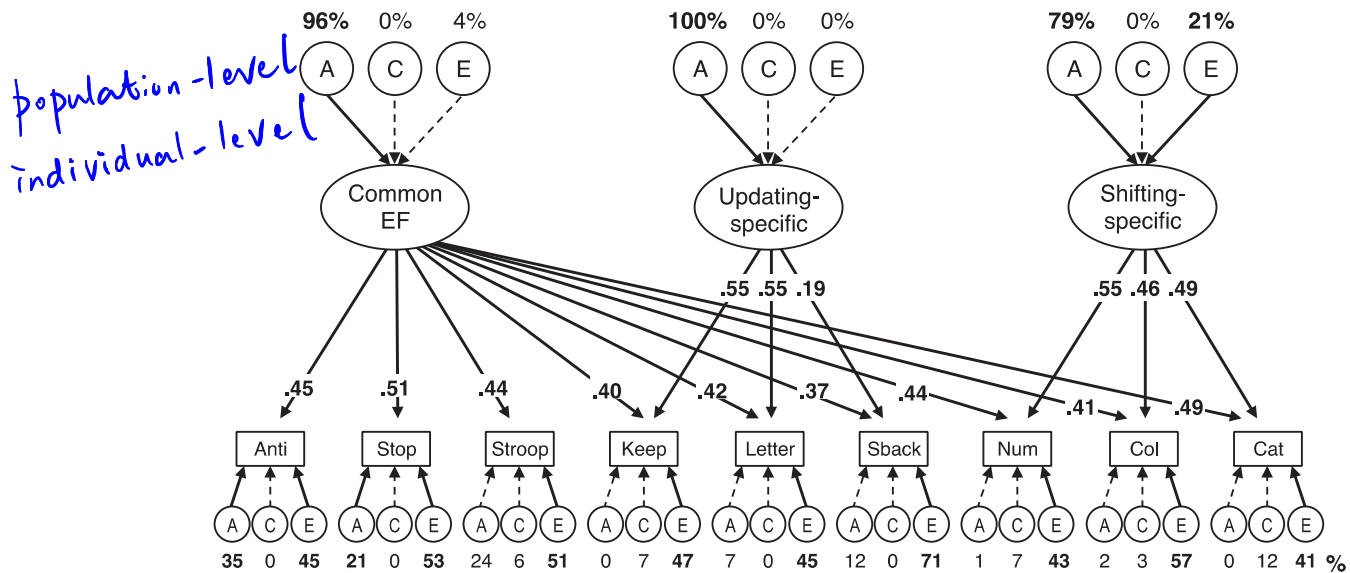 96% 0% 4% 100% 0% 0% 79% 0% 21%
A C E A C E A C E
population-level
individual-level
Common
EF
Updating-
specific
Shifting-
specific
.55 .55 .19 .55 .46 .49
.45 .51 .44 .40 .42 .37 .44 .41 .49
Anti Stop Stroop Keep Letter Sback Num Col Cat
A C E A C E A C E A C E A C E A C E A C E A C E A C E
35 0 45 21 0 53 24 6 51 0 7 47 7 0 45 12 0 71 1 7 43 2 3 57 0 12 41 %